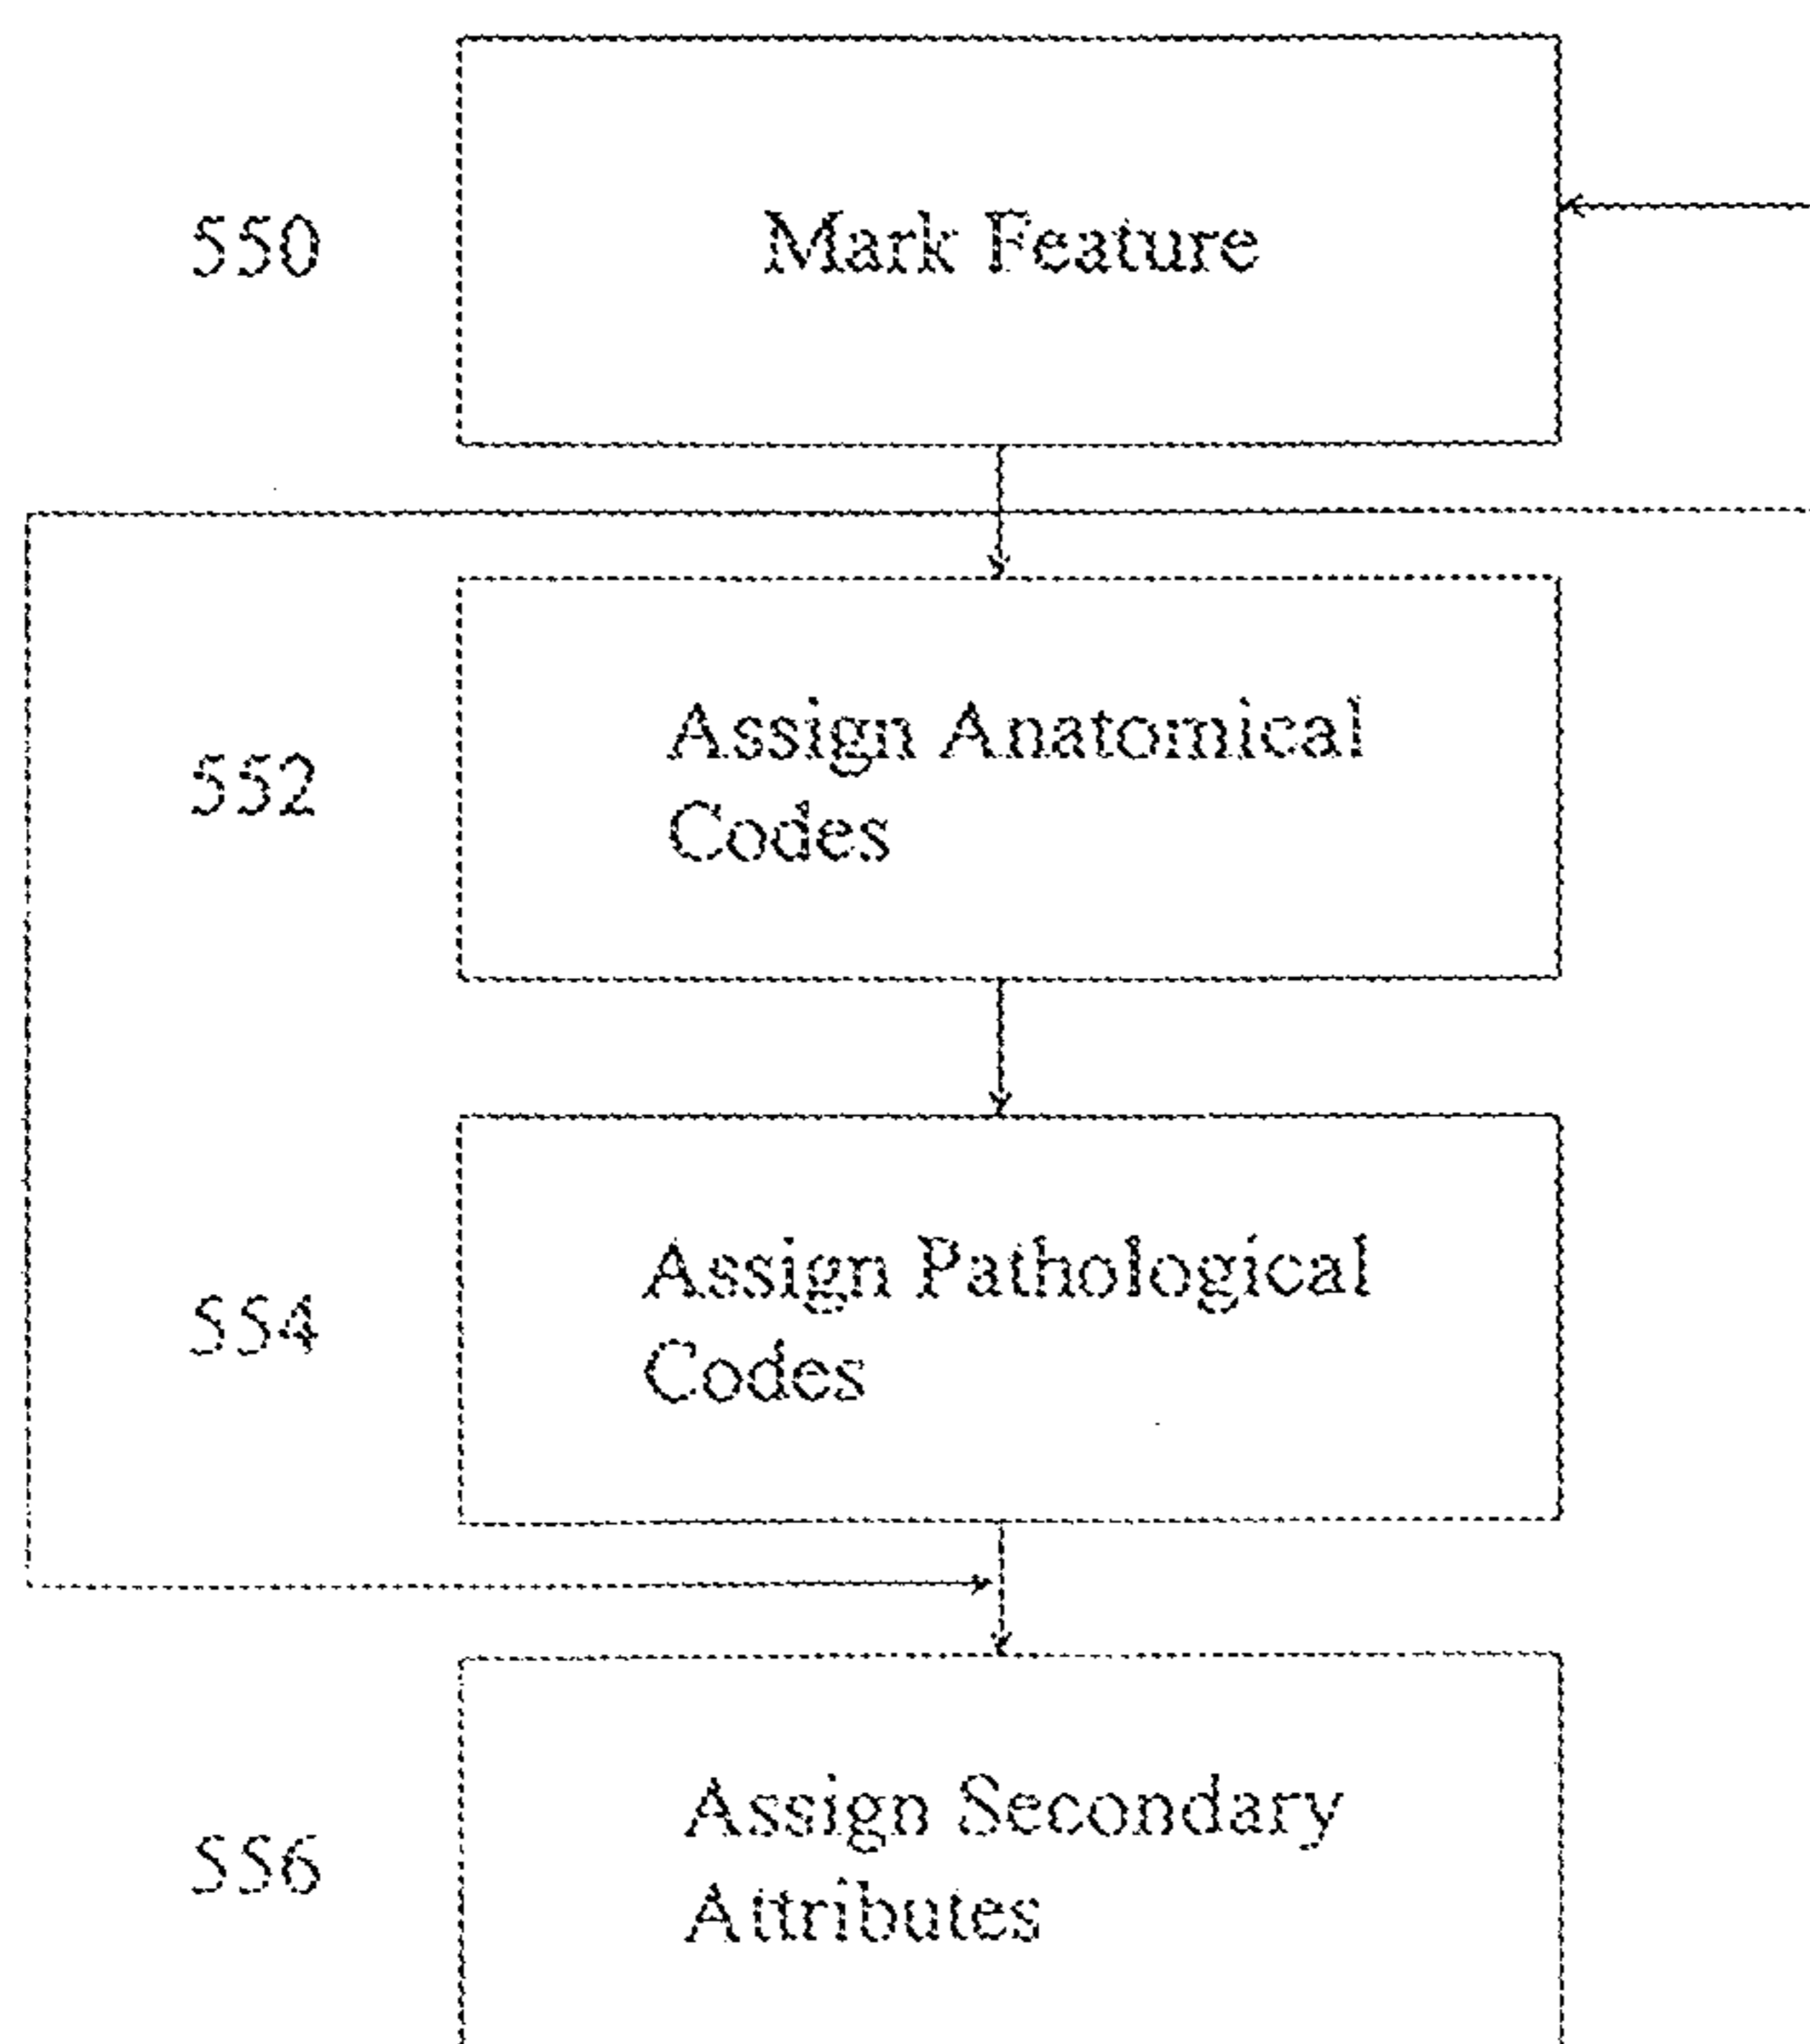 550
Mark Feature
552
Assign Anatomical
Codes
554
Assign Pathological
Codes
556
Assign Secondary
Attributes